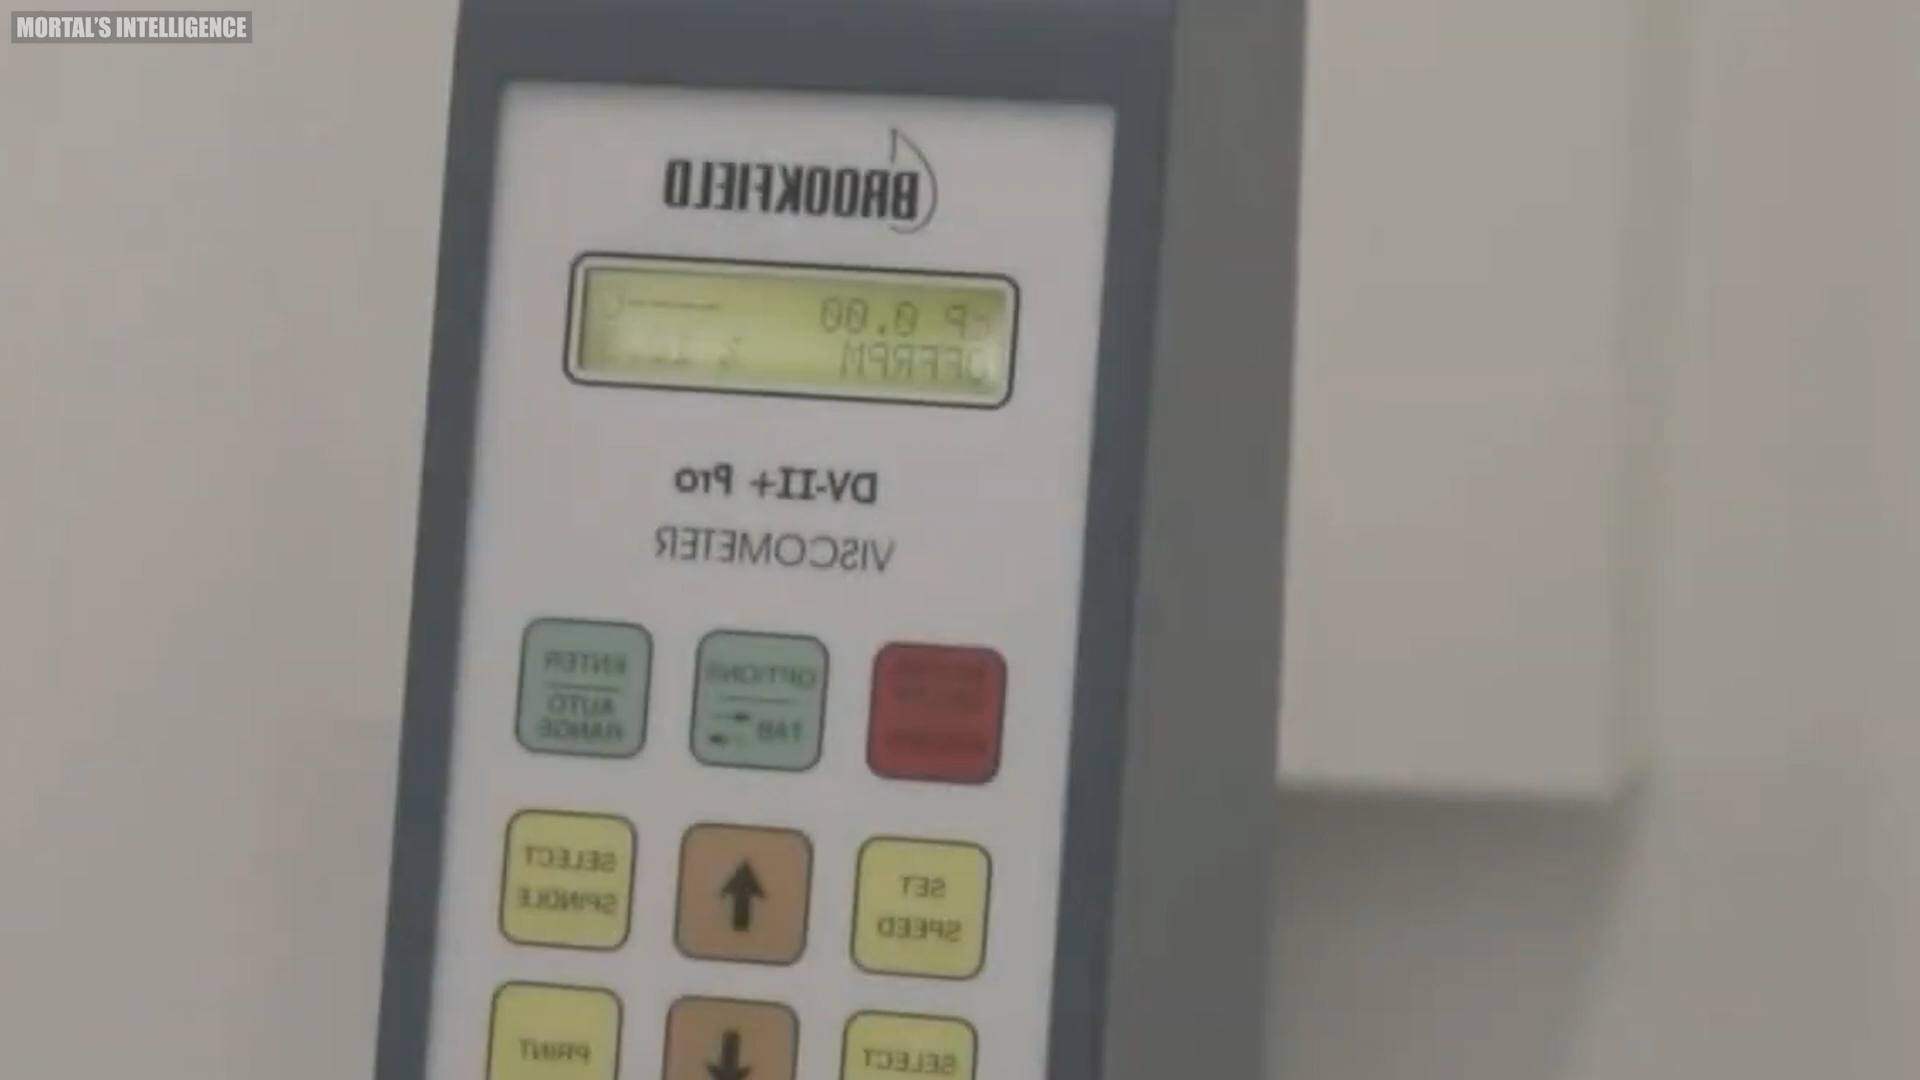 MORTAL'S INTELLIGENCE
BROOKFIELD
cP 0.00 ----C
OFFRPM %
DV-II+ Pro
VISCOMETER
OPTIONS
TAB
ENTER
AUTO
RANGE
SET
SPEED
SELECT
SPINDLE
SELECT
PRINT